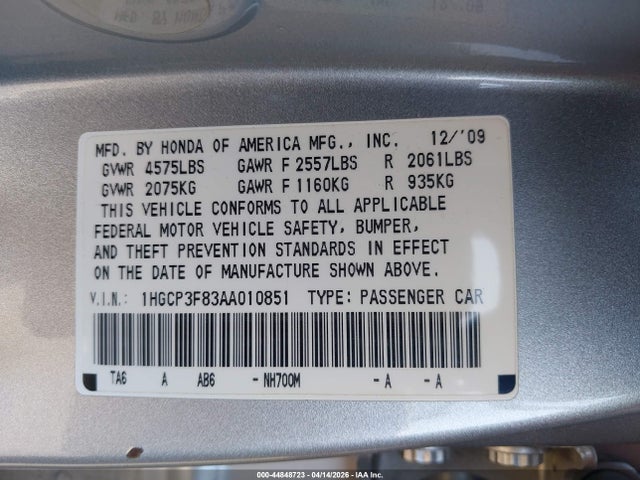 MFD. BY HONDA OF AMERICA MFG., INC. 12/'09
GVWR 4575LBS GAWR F 2557LBS R 2061LBS
GVWR 2075KG GAWR F 1160KG R 935KG
THIS VEHICLE CONFORMS TO ALL APPLICABLE
FEDERAL MOTOR VEHICLE SAFETY, BUMPER,
AND THEFT PREVENTION STANDARDS IN EFFECT
ON THE DATE OF MANUFACTURE SHOWN ABOVE.
V.I.N.: 1HGCP3F83AA010851 TYPE: PASSENGER CAR
TA6 A AB6 - NH700M - A - A
000-44848723 - 04/14/2026 - IAA Inc.